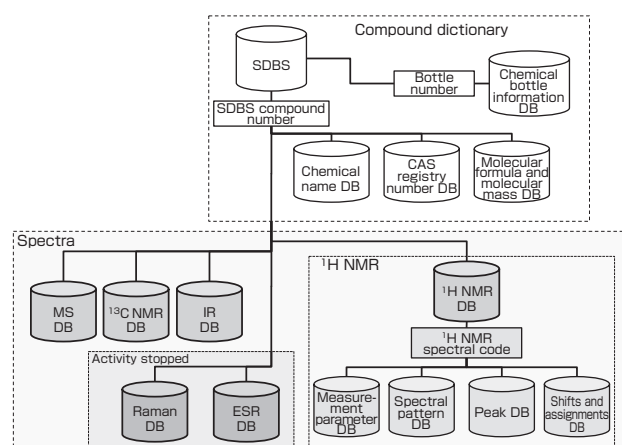 Compound dictionary
SDBS
Bottle
number
Chemical
bottle
information
DB
SDBS compound
number
Chemical
name DB
CAS
registry
number DB
Molecular
formula and
molecular
mass DB
Spectra
MS
DB
¹³C NMR
DB
IR
DB
¹H NMR
¹H NMR
DB
¹H NMR
spectral code
Activity stopped
Raman
DB
ESR
DB
Measure-
ment
parameter
DB
Spectral
pattern
DB
Peak DB
Shifts and
assignments
DB